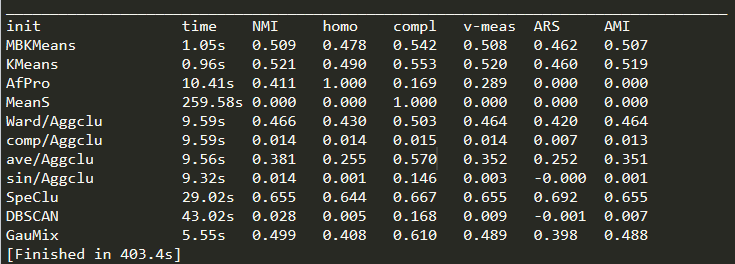 init time NMI homo compl v-meas ARS AMI
MBKMeans 1.05s 0.509 0.478 0.542 0.508 0.462 0.507
KMeans 0.96s 0.521 0.490 0.553 0.520 0.460 0.519
AfPro 10.41s 0.411 1.000 0.169 0.289 0.000 0.000
MeanS 259.58s 0.000 0.000 1.000 0.000 0.000 0.000
Ward/Aggclu 9.59s 0.466 0.430 0.503 0.464 0.420 0.464
comp/Aggclu 9.59s 0.014 0.014 0.015 0.014 0.007 0.013
ave/Aggclu 9.56s 0.381 0.255 0.570 0.352 0.252 0.351
sin/Aggclu 9.32s 0.014 0.001 0.146 0.003 -0.000 0.001
SpeClu 29.02s 0.655 0.644 0.667 0.655 0.692 0.655
DBSCAN 43.02s 0.028 0.005 0.168 0.009 -0.001 0.007
GauMix 5.55s 0.499 0.408 0.610 0.489 0.398 0.488
[Finished in 403.4s]